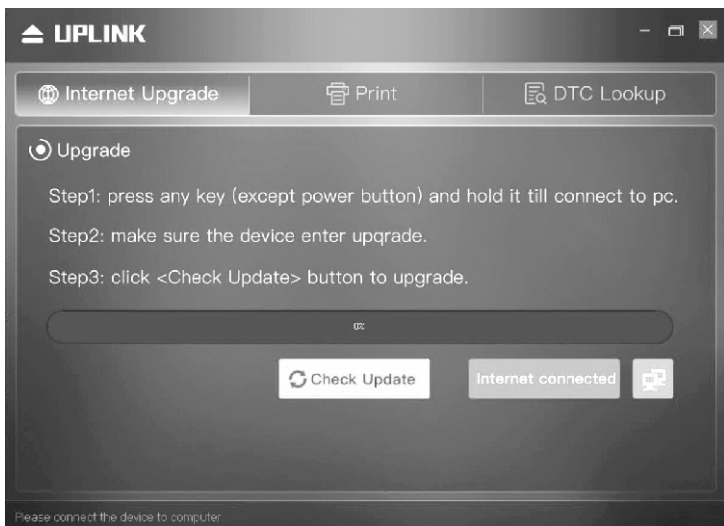 UPLINK
Internet Upgrade
Print
DTC Lookup
Upgrade
Step1: press any key (except power button) and hold it till connect to pc.
Step2: make sure the device enter upqrade.
Step3: click <Check Update> button to upgrade.
0%
Check Update
Internet connected
Please connect the device to computer